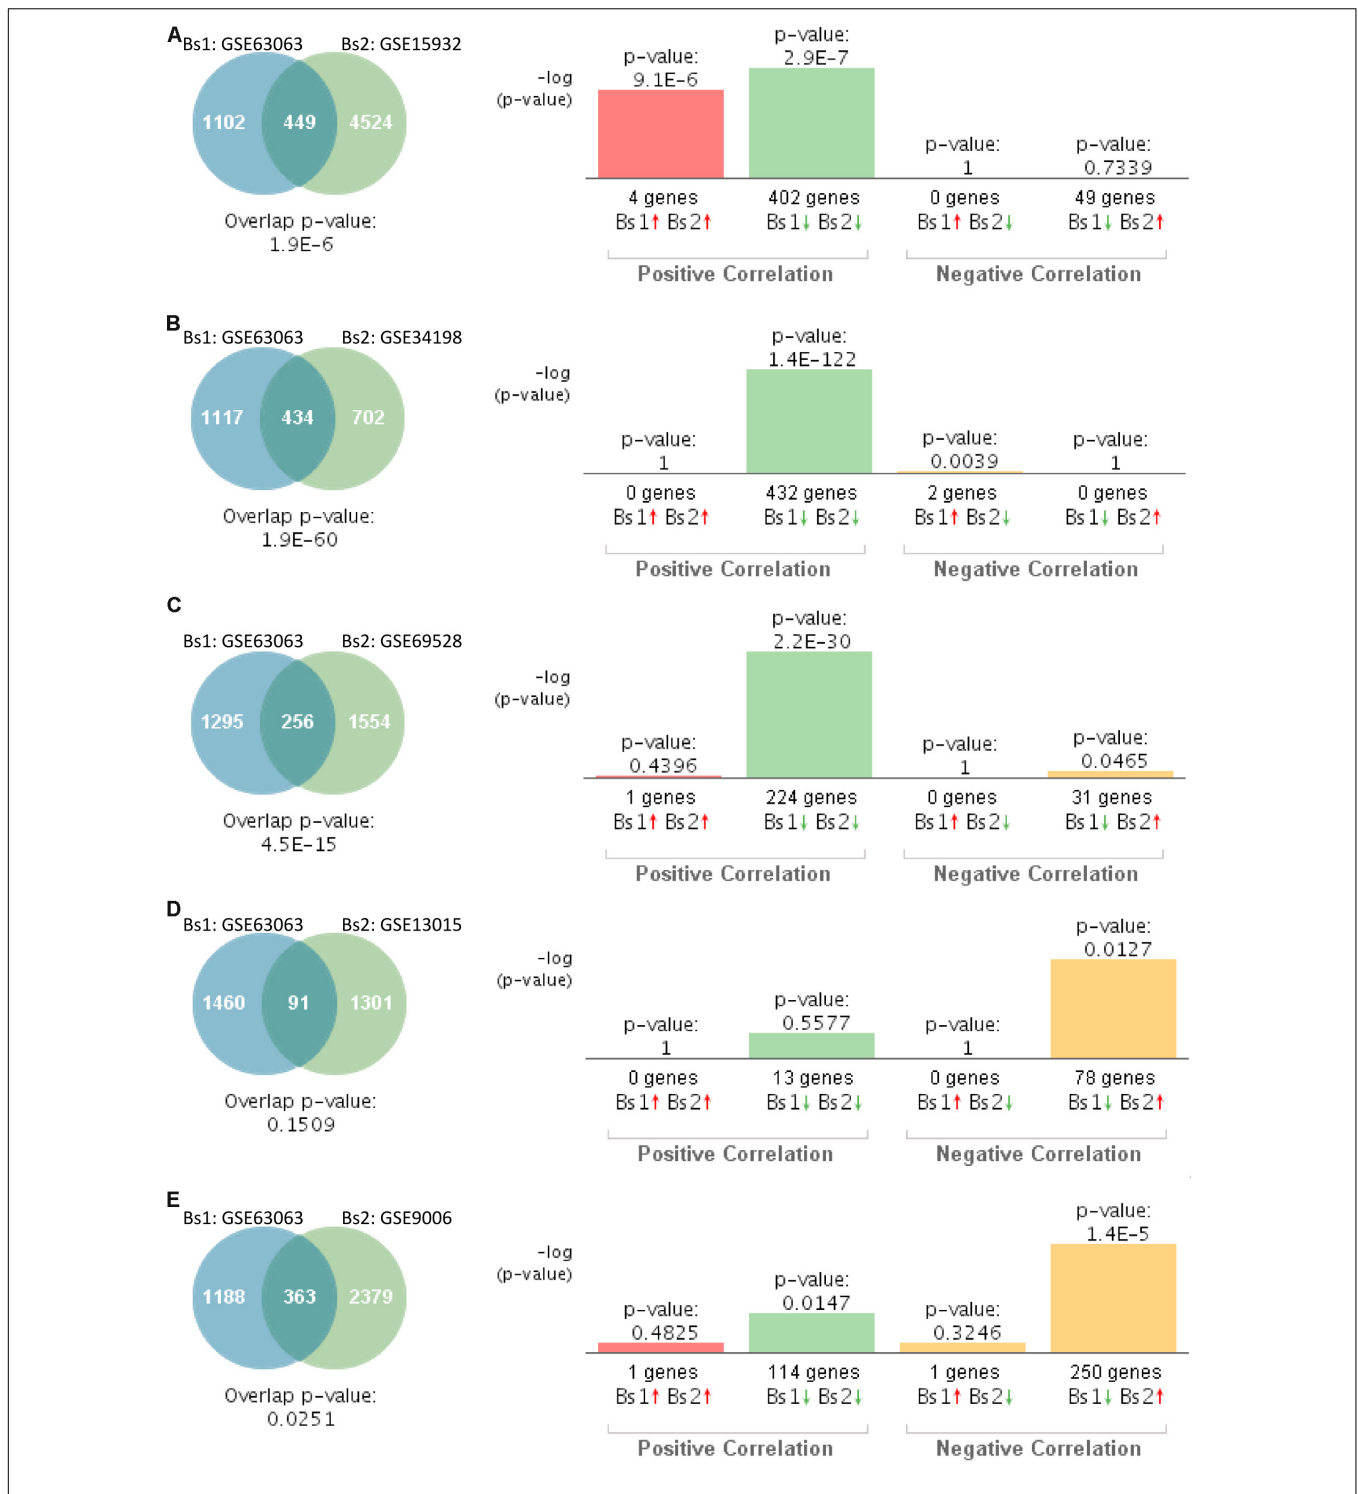 A
Bs1: GSE63063 Bs2: GSE15932
1102 449 4524
Overlap p-value:
1.9E-6
-log
(p-value)
p-value:
9.1E-6
p-value:
2.9E-7
p-value:
1
p-value:
0.7339
4 genes 402 genes 0 genes 49 genes
Bs1↑ Bs2↑ Bs1↓ Bs2↓ Bs1↑ Bs2↓ Bs1↓ Bs2↑
Positive Correlation Negative Correlation
B
Bs1: GSE63063 Bs2: GSE34198
1117 434 702
Overlap p-value:
1.9E-60
-log
(p-value)
p-value:
1
p-value:
1.4E-122
p-value:
0.0039
p-value:
1
0 genes 432 genes 2 genes 0 genes
Bs1↑ Bs2↑ Bs1↓ Bs2↓ Bs1↑ Bs2↓ Bs1↓ Bs2↑
Positive Correlation Negative Correlation
C
Bs1: GSE63063 Bs2: GSE69528
1295 256 1554
Overlap p-value:
4.5E-15
-log
(p-value)
p-value:
0.4396
p-value:
2.2E-30
p-value:
1
p-value:
0.0465
1 genes 224 genes 0 genes 31 genes
Bs1↑ Bs2↑ Bs1↓ Bs2↓ Bs1↑ Bs2↓ Bs1↓ Bs2↑
Positive Correlation Negative Correlation
D
Bs1: GSE63063 Bs2: GSE13015
1460 91 1301
Overlap p-value:
0.1509
-log
(p-value)
p-value:
1
p-value:
0.5577
p-value:
1
p-value:
0.0127
0 genes 13 genes 0 genes 78 genes
Bs1↑ Bs2↑ Bs1↓ Bs2↓ Bs1↑ Bs2↓ Bs1↓ Bs2↑
Positive Correlation Negative Correlation
E
Bs1: GSE63063 Bs2: GSE9006
1188 363 2379
Overlap p-value:
0.0251
-log
(p-value)
p-value:
0.4825
p-value:
0.0147
p-value:
0.3246
p-value:
1.4E-5
1 genes 114 genes 1 genes 250 genes
Bs1↑ Bs2↑ Bs1↓ Bs2↓ Bs1↑ Bs2↓ Bs1↓ Bs2↑
Positive Correlation Negative Correlation